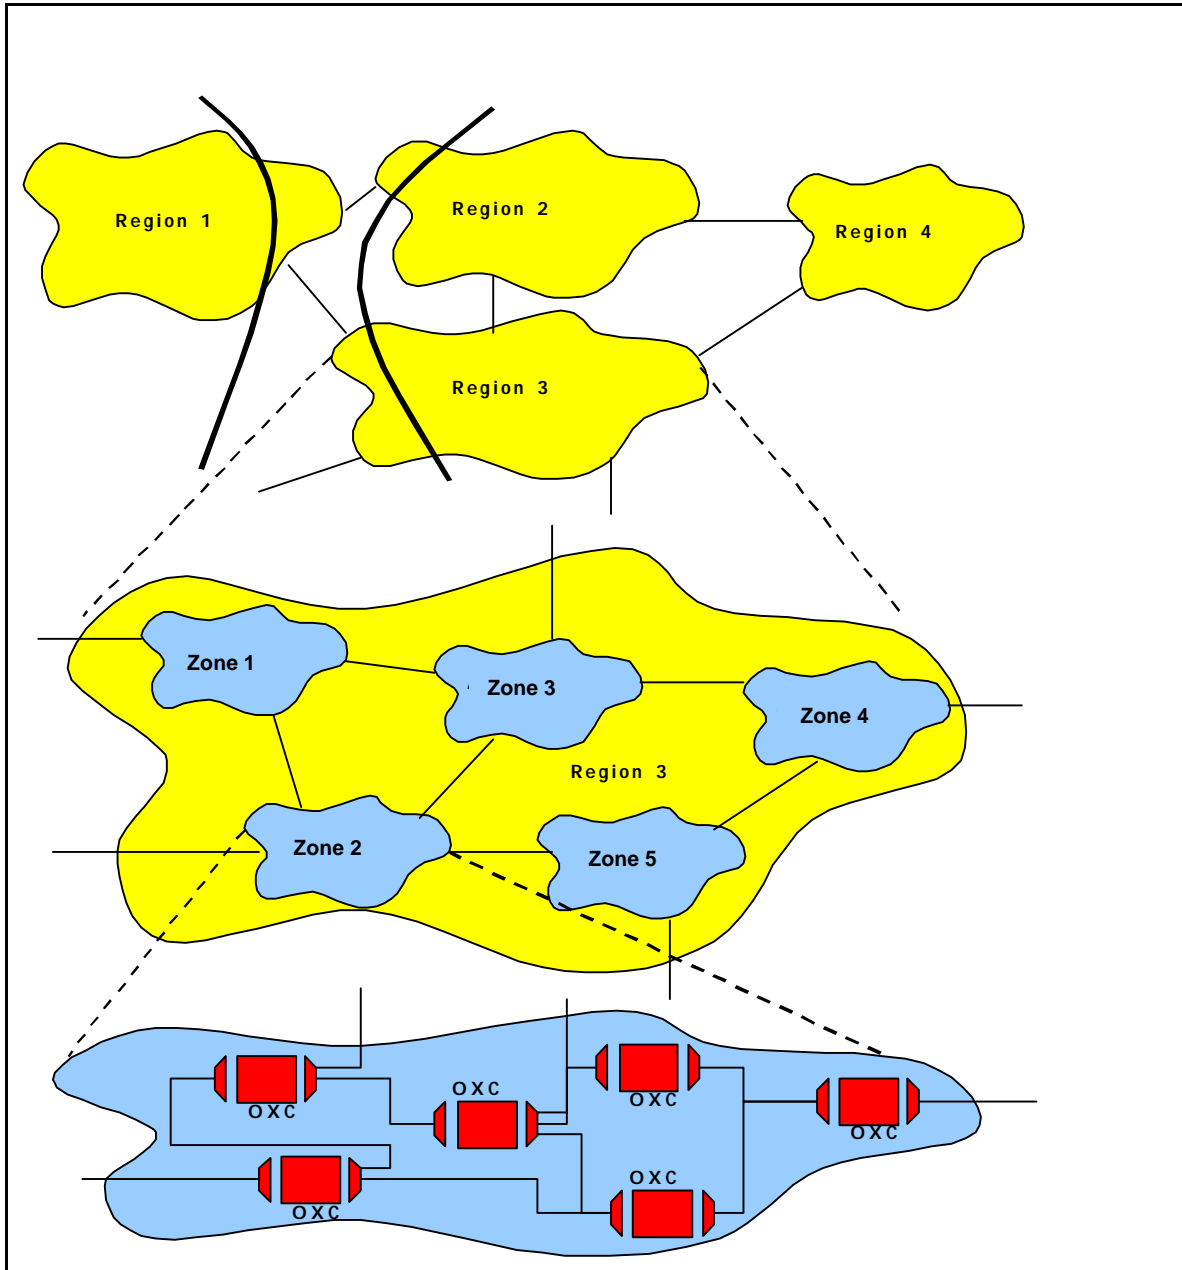 Region 1
Region 2
Region 4
Region 3
Zone 1
Zone 3
Zone 4
Region 3
Zone 2
Zone 5
OXC
OXC
OXC
OXC
OXC
OXC